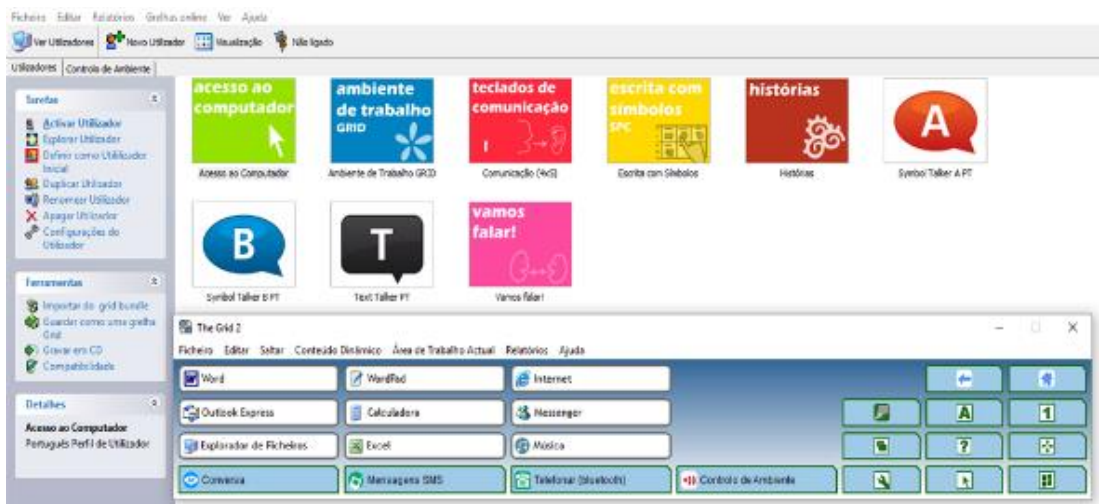 Ficheiro Editar Relatórios Grelhas online Ver Ajuda
Ver Utilizadores Novo Utilizador Visualização Não ligado
Utilizadores Controlo de Ambiente
Tarefas
Activar Utilizador
Explorar Utilizador
Definir como Utilizador
Inicial
Duplicar Utilizador
Renomear Utilizador
Apagar Utilizador
Configurações do
Utilizador
Ferramentas
Importar do grid bundle
Guardar como uma grelha
Grid
Gravar em CD
Compatibilidade
Detalhes
Acesso ao Computador
Português Perfil de Utilizador
acesso ao
computador
Acesso ao Computador
ambiente
de trabalho
GRID
Ambiente de Trabalho GRID
teclados de
comunicação
Comunicação (4x5)
escrita com
símbolos
SPC
Escrita com Símbolos
histórias
Histórias
A
Symbol Talker A PT
B
Symbol Talker B PT
T
Text Talker PT
vamos
falar!
Vamos falar!
The Grid 2
Ficheiro Editar Saltar Conteúdo Dinâmico Área de Trabalho Actual Relatórios Ajuda
Word WordPad Internet
Outlook Express Calculadora Messenger A 1
Explorador de Ficheiros Excel Música ?
Conversa Mensagens SMS Telefonar (bluetooth) Controlo de Ambiente